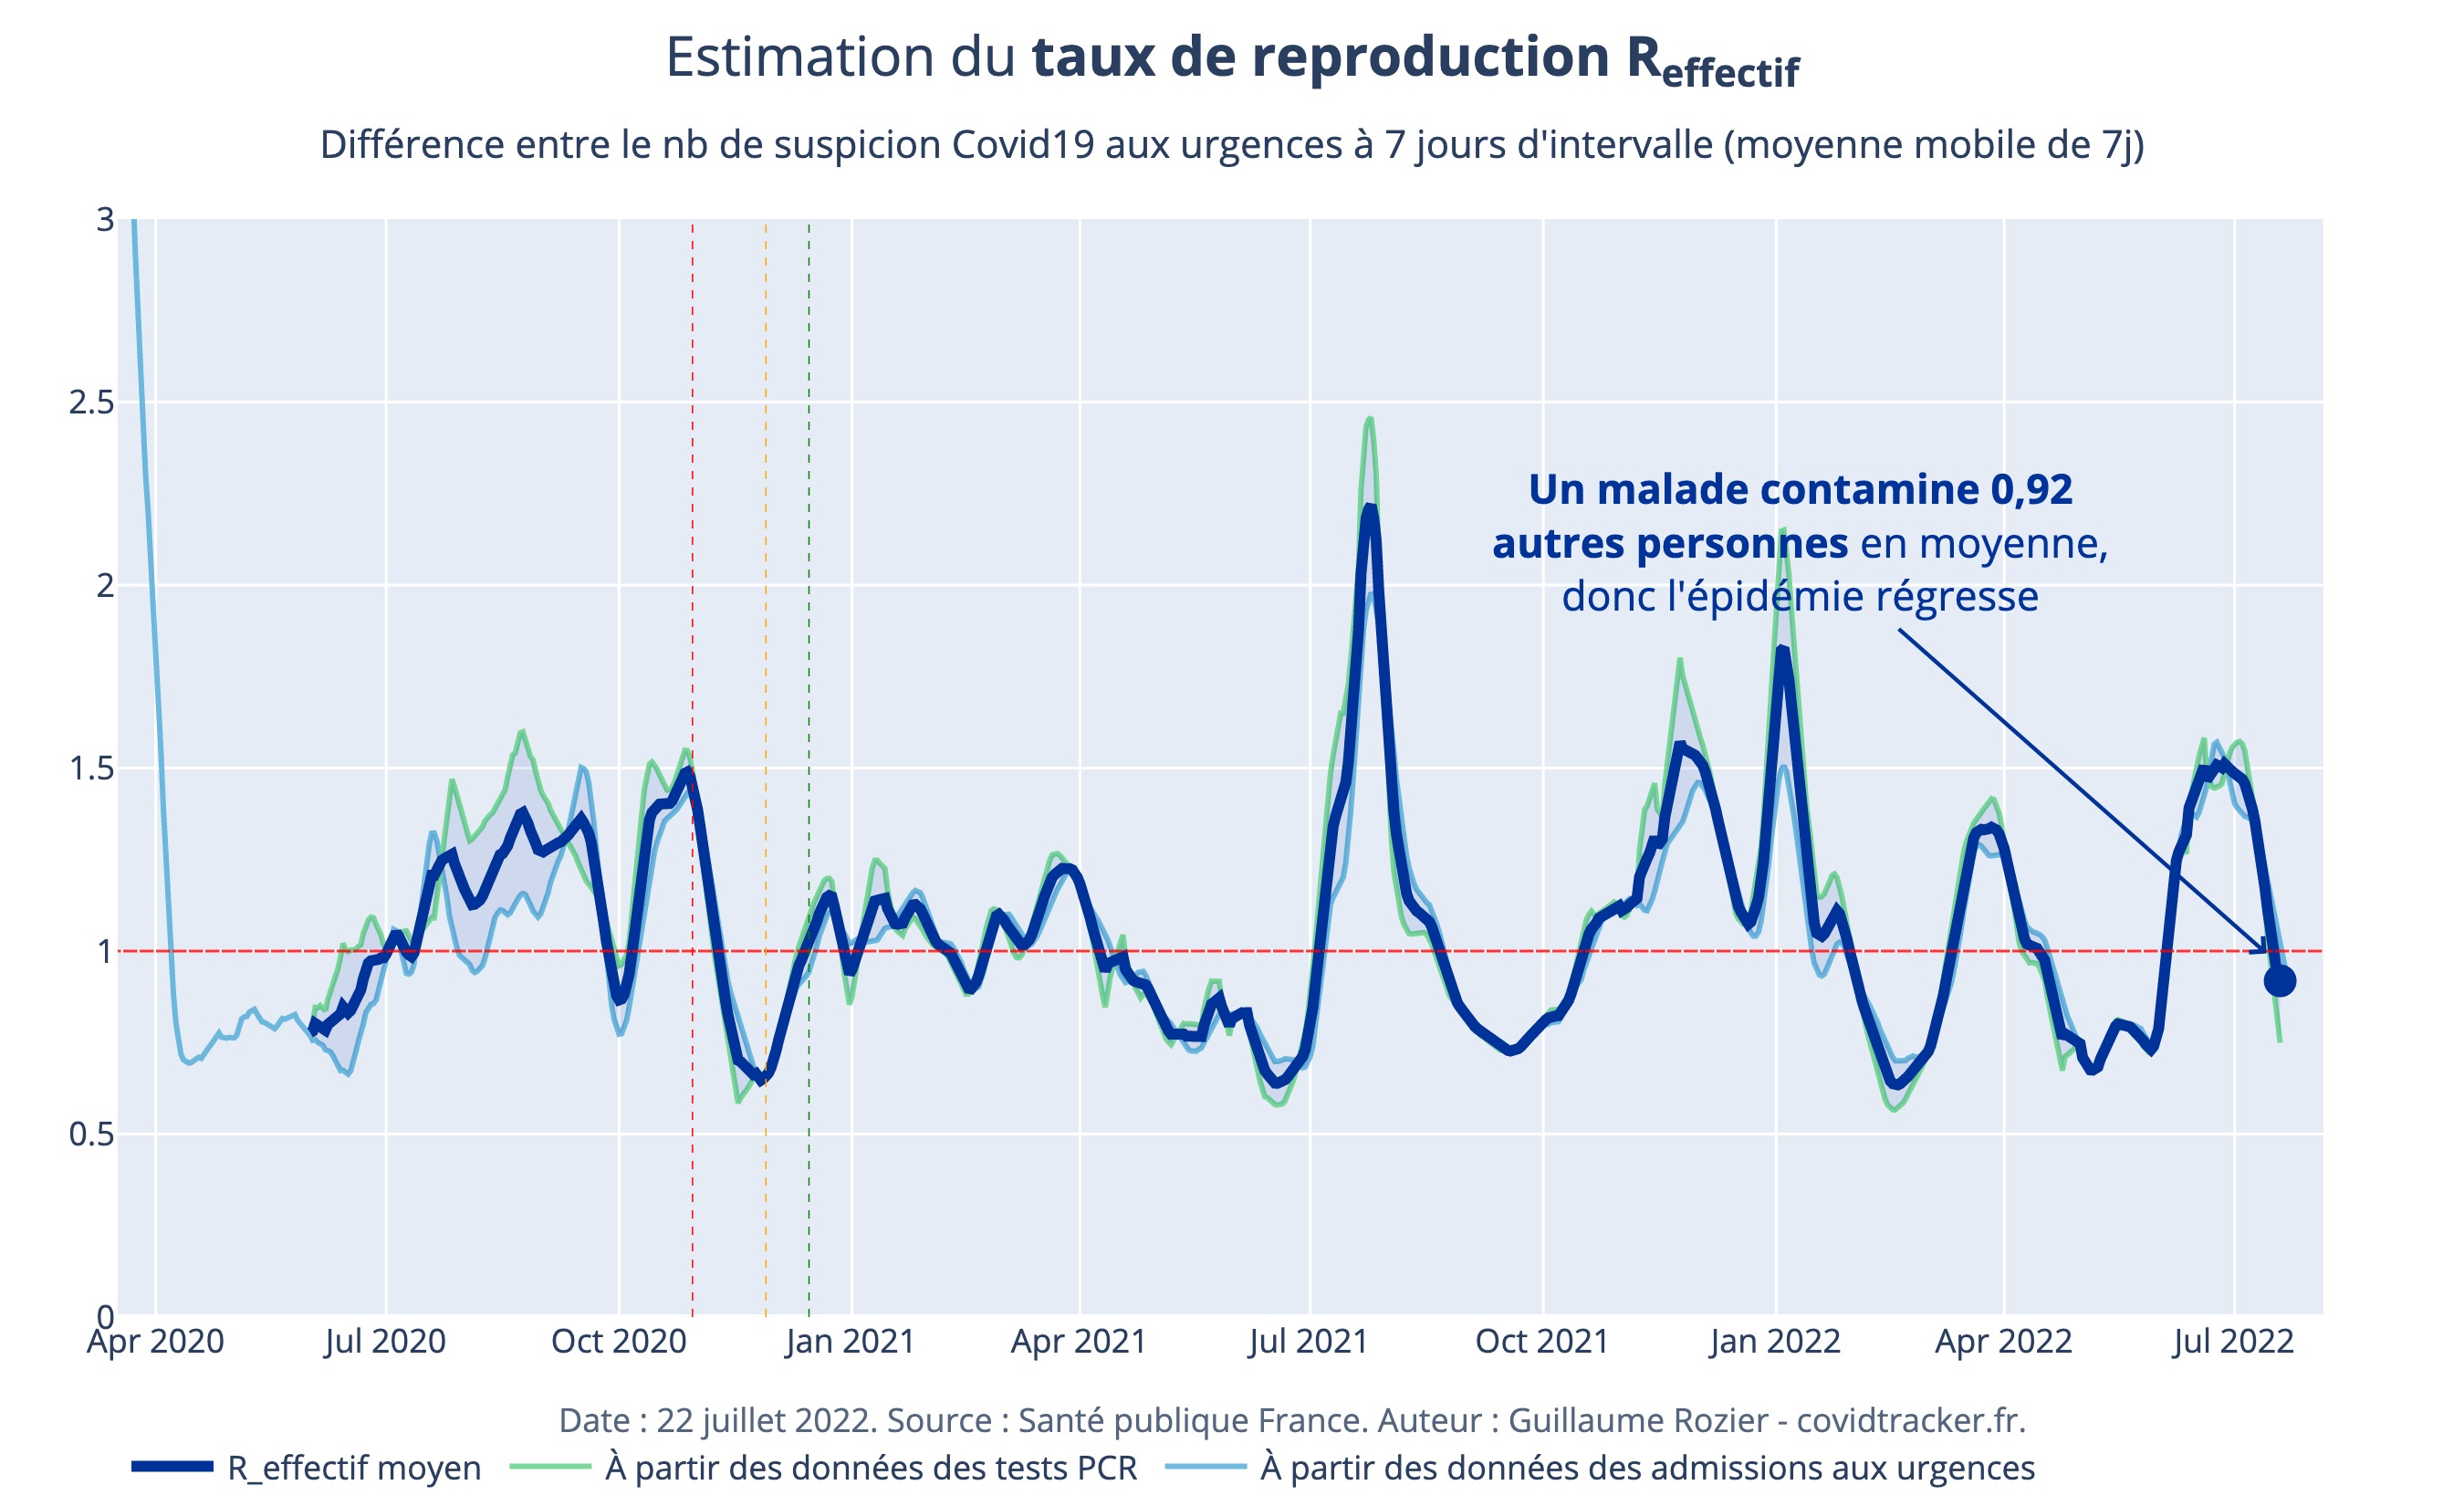 Estimation du taux de reproduction Reffectif
Différence entre le nb de suspicion Covid19 aux urgences à 7 jours d'intervalle (moyenne mobile de 7j)
3
2.5
2
1.5
1
0.5
0
Un malade contamine 0,92
autres personnes en moyenne,
donc l'épidémie régresse
Apr 2020 Jul 2020 Oct 2020 Jan 2021 Apr 2021 Jul 2021 Oct 2021 Jan 2022 Apr 2022 Jul 2022
Date : 22 juillet 2022. Source : Santé publique France. Auteur : Guillaume Rozier - covidtracker.fr.
R_effectif moyen À partir des données des tests PCR À partir des données des admissions aux urgences